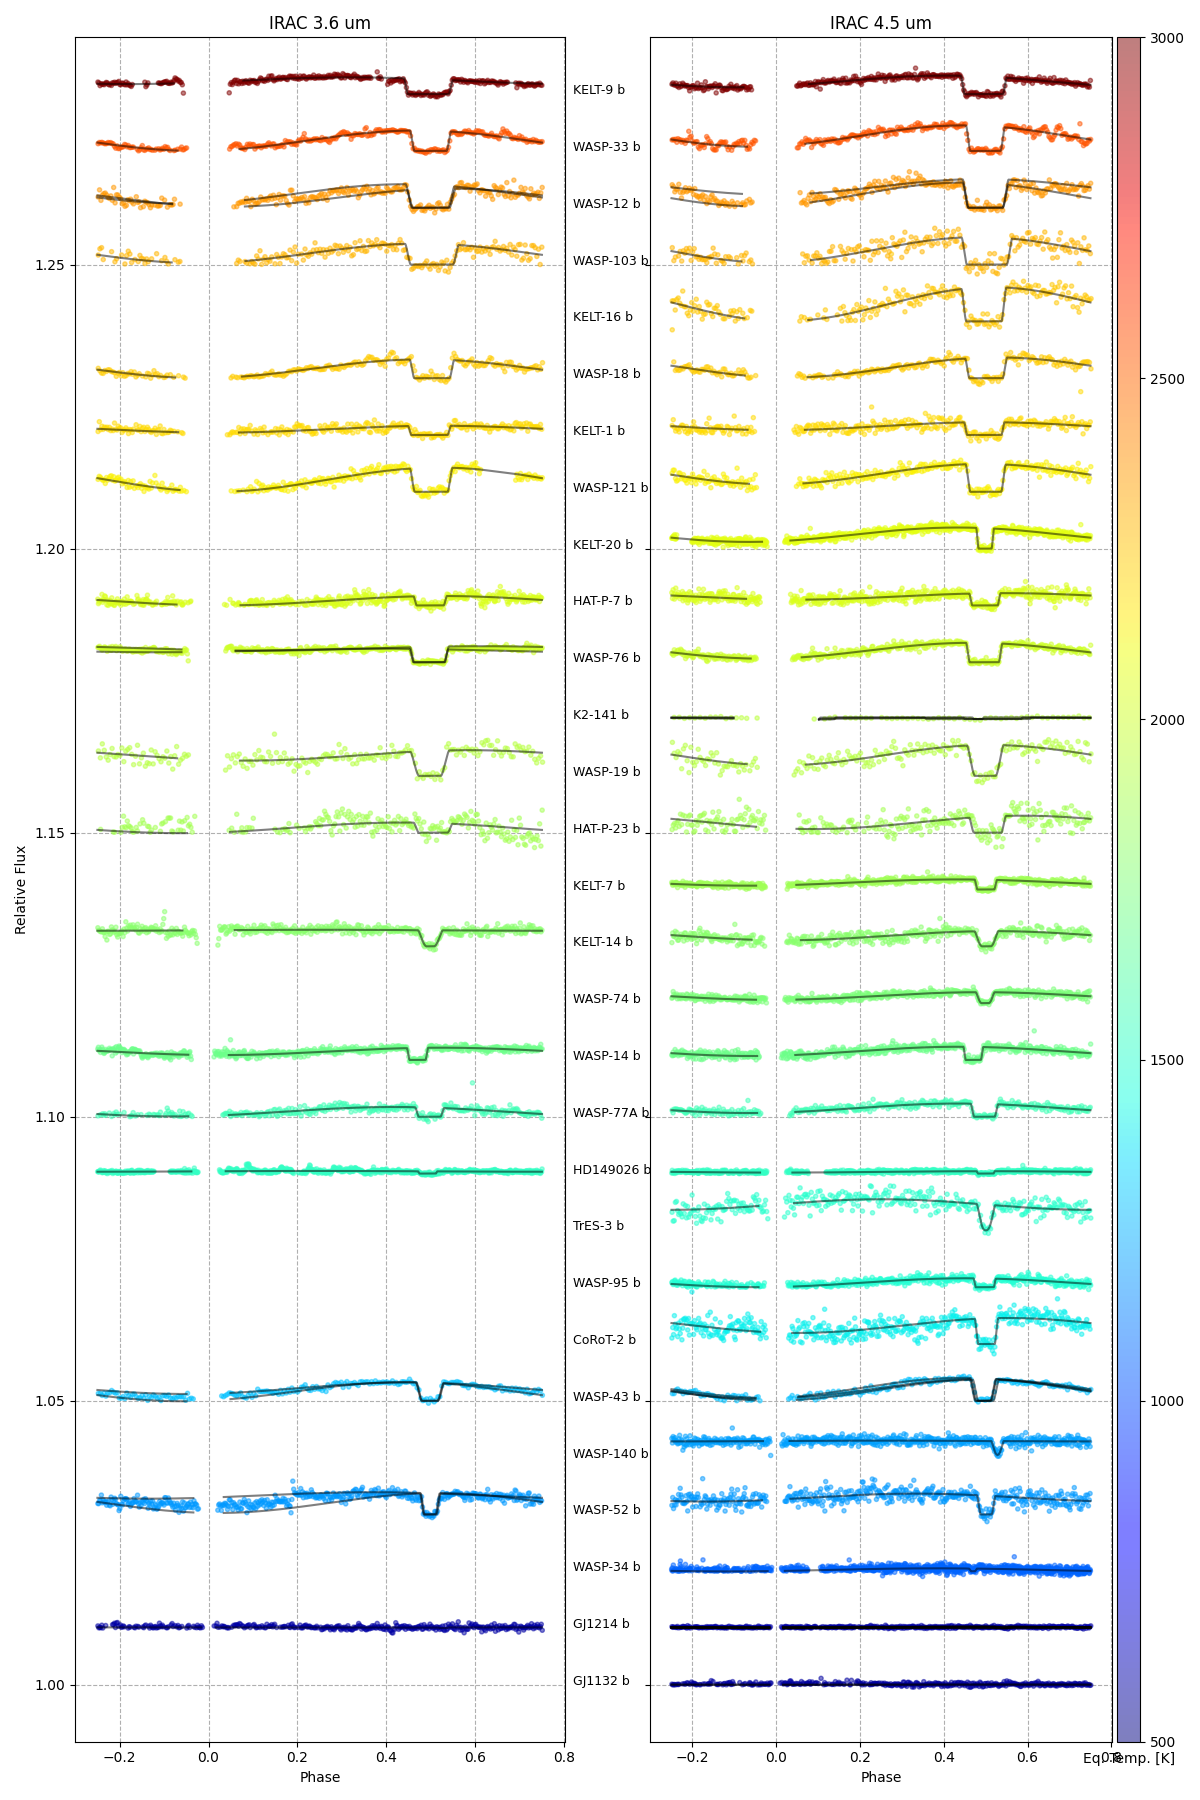 IRAC 3.6 um
IRAC 4.5 um
3000
2500
2000
1500
1000
500
Eq. Temp. [K]
Relative Flux
1.25
1.20
1.15
1.10
1.05
1.00
KELT-9 b
WASP-33 b
WASP-12 b
WASP-103 b
KELT-16 b
WASP-18 b
KELT-1 b
WASP-121 b
KELT-20 b
HAT-P-7 b
WASP-76 b
K2-141 b
WASP-19 b
HAT-P-23 b
KELT-7 b
KELT-14 b
WASP-74 b
WASP-14 b
WASP-77A b
HD149026 b
TrES-3 b
WASP-95 b
CoRoT-2 b
WASP-43 b
WASP-140 b
WASP-52 b
WASP-34 b
GJ1214 b
GJ1132 b
−0.2 0.0 0.2 0.4 0.6 0.8
Phase
−0.2 0.0 0.2 0.4 0.6 0.8
Phase